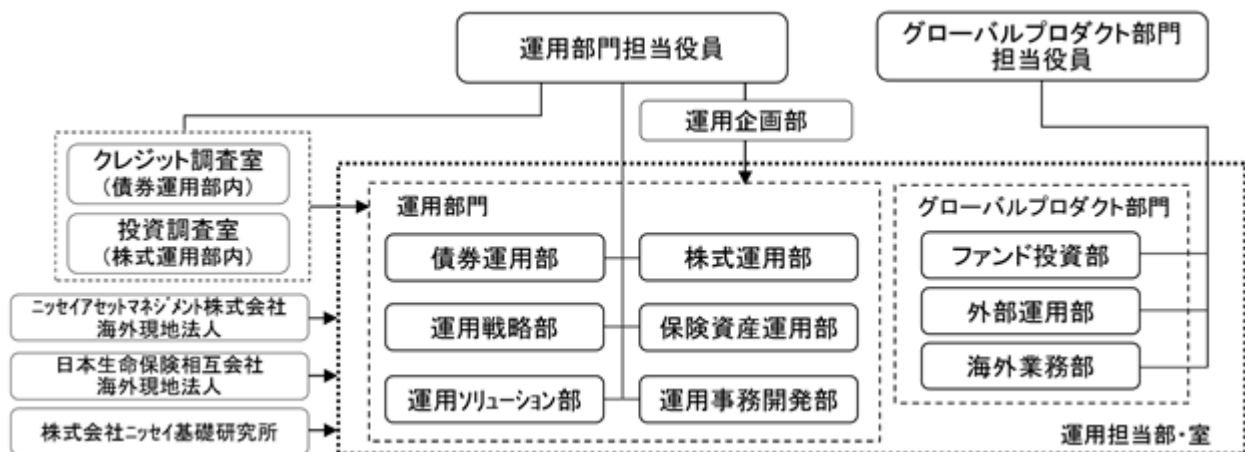 運用部門担当役員
グローバルプロダクト部門
担当役員
運用企画部
クレジット調査室
(債券運用部内)
投資調査室
(株式運用部内)
運用部門
債券運用部
株式運用部
運用戦略部
保険資産運用部
運用ソリューション部
運用事務開発部
グローバルプロダクト部門
ファンド投資部
外部運用部
海外業務部
ニッセイアセットマネジメント株式会社
海外現地法人
日本生命保険相互会社
海外現地法人
株式会社ニッセイ基礎研究所
運用担当部・室